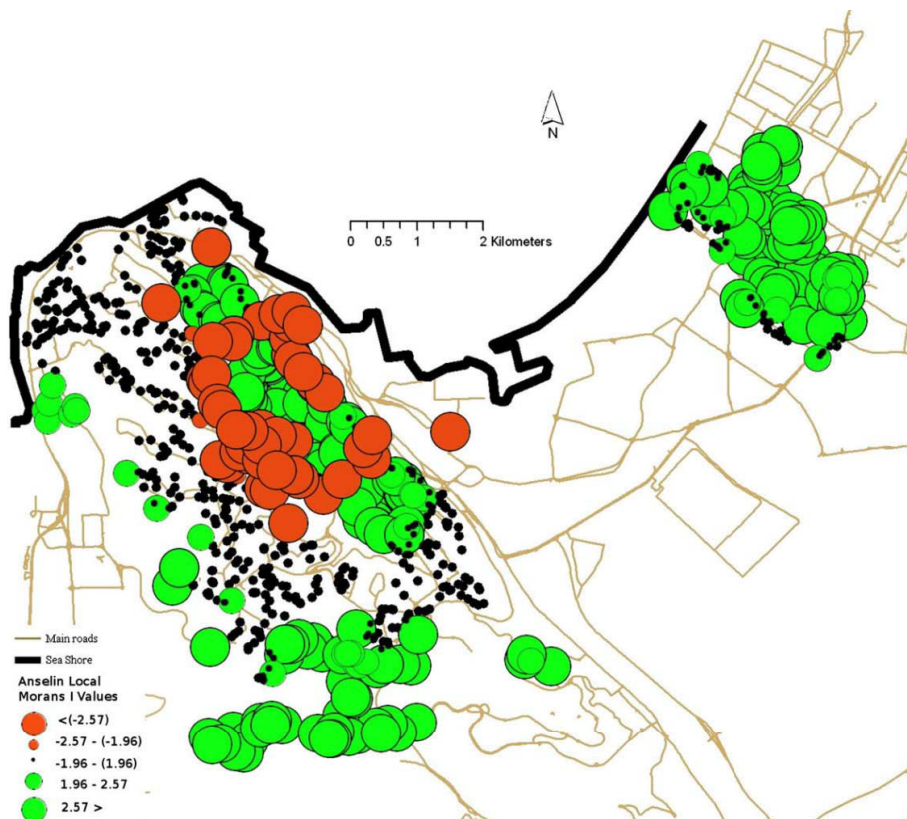 N
0 0.5 1 2 Kilometers
Main roads
Sea Shore
Anselin Local
Morans I Values
<(-2.57)
-2.57 - (-1.96)
-1.96 - (1.96)
1.96 - 2.57
2.57 >